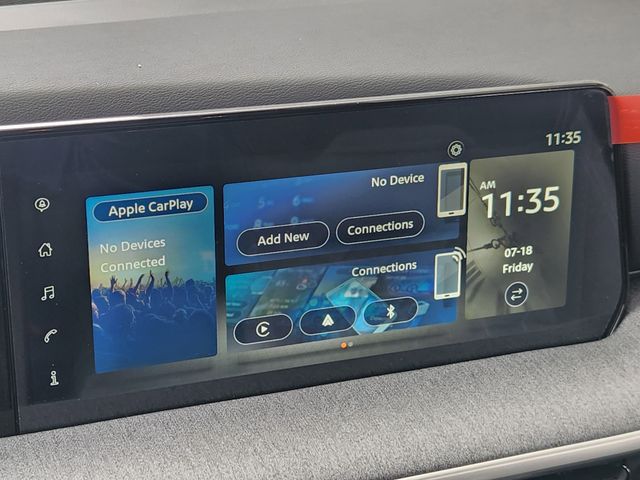 11:35
Apple CarPlay
No Devices
Connected
No Device
Add New
Connections
Connections
AM
11:35
07-18
Friday